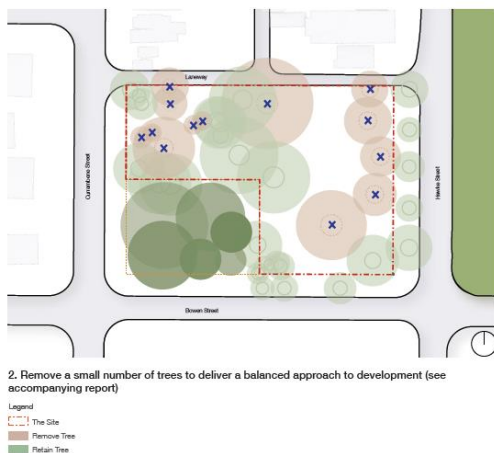 Laneway
Currambene Street
Hawke Street
Bowen Street
2. Remove a small number of trees to deliver a balanced approach to development (see
accompanying report)
Legend
The Site
Remove Tree
Retain Tree